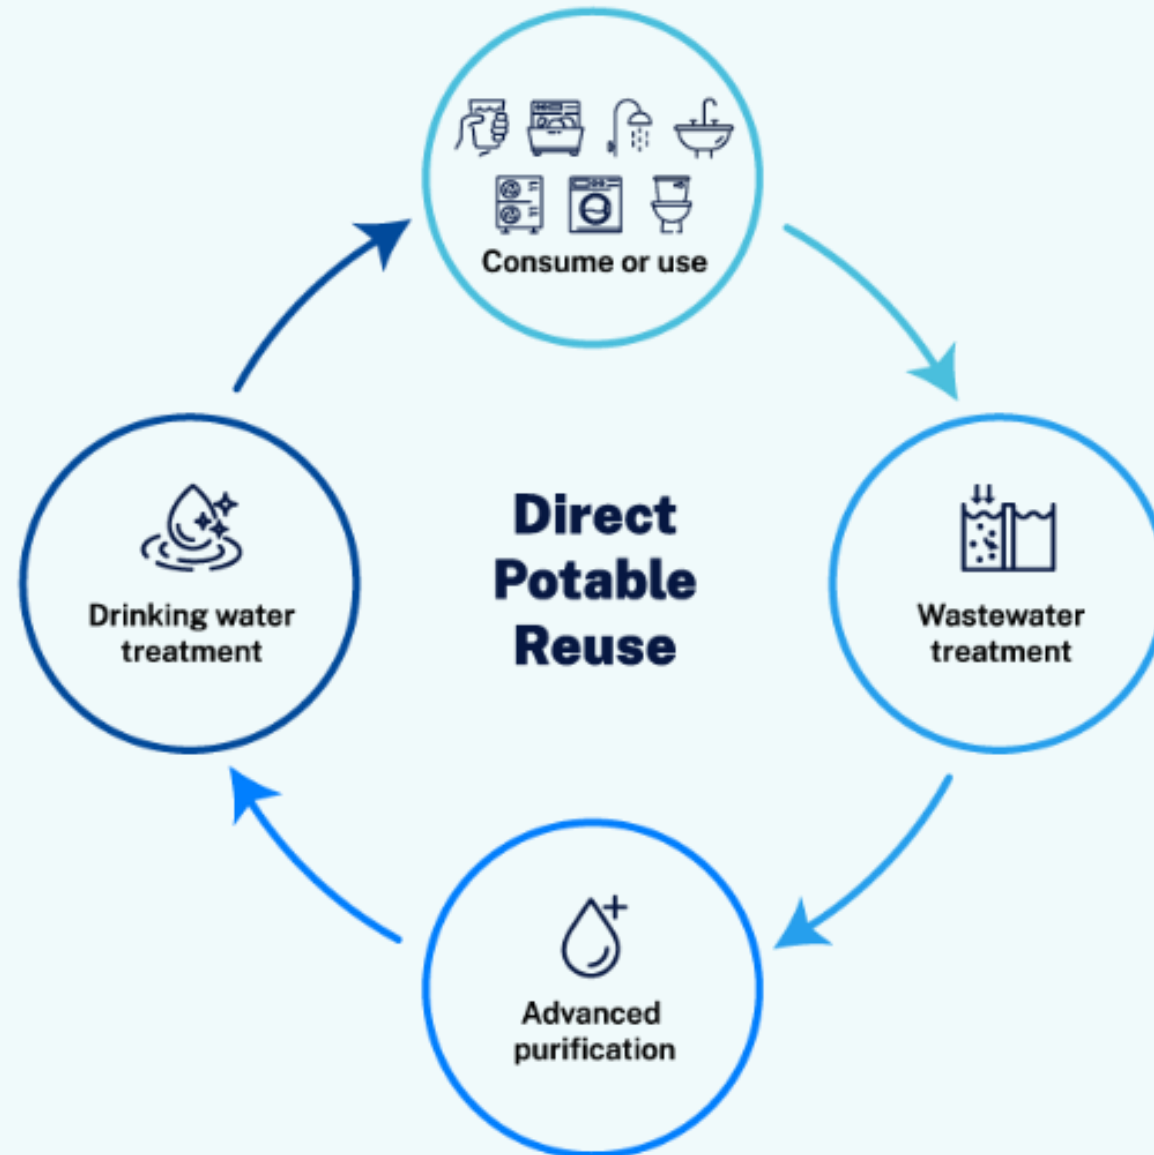 Consume or use
Direct
Potable
Reuse
Drinking water
treatment
Wastewater
treatment
Advanced
purification